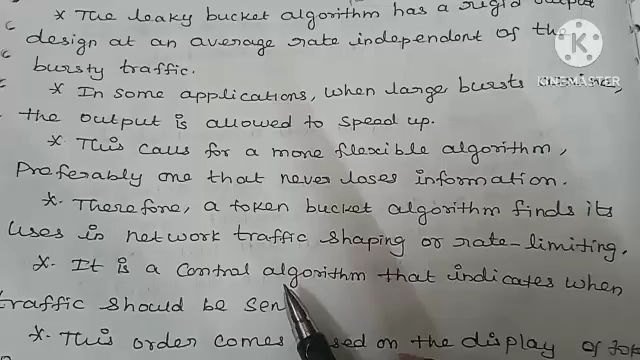 * The leaky bucket algorithm has a rigid output
design at an average rate independent of the
bursty traffic.
* In some applications, when large bursts arrive,
the output is allowed to spead up.
* This calls for a more flexible algorithm,
Preferably one that never loses information.
*. Therefore, a token bucket algorithm finds its
uses in network traffic shaping or rate-limiting.
*. It is a control algorithm that indicates when
traffic should be
*. This order comes on the display of
KINEMASTER